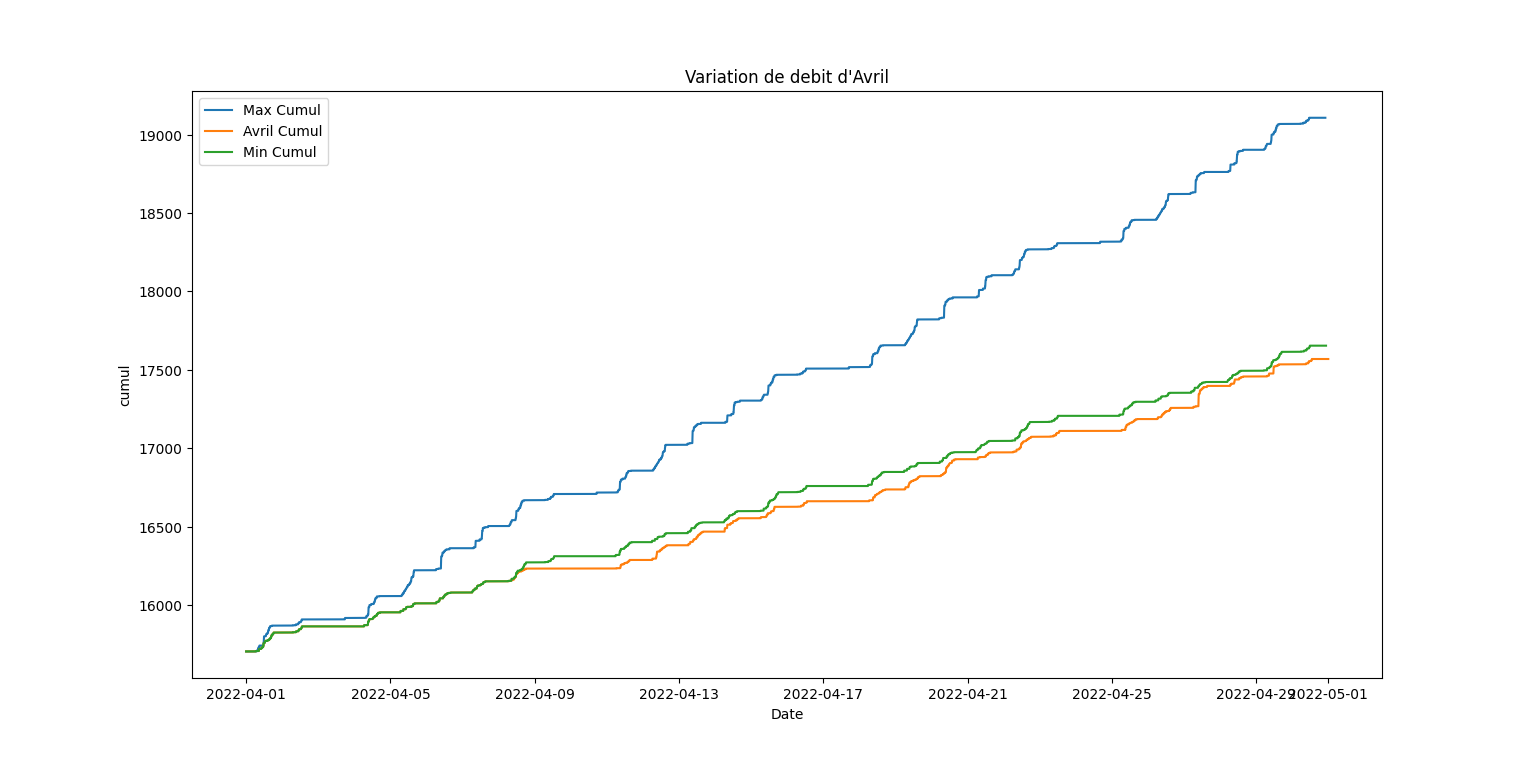 Variation de debit d'Avril
Max Cumul
Avril Cumul
Min Cumul
19000
18500
18000
17500
17000
16500
16000
cumul
2022-04-01 2022-04-05 2022-04-09 2022-04-13 2022-04-17 2022-04-21 2022-04-25 2022-04-29 2022-05-01
Date